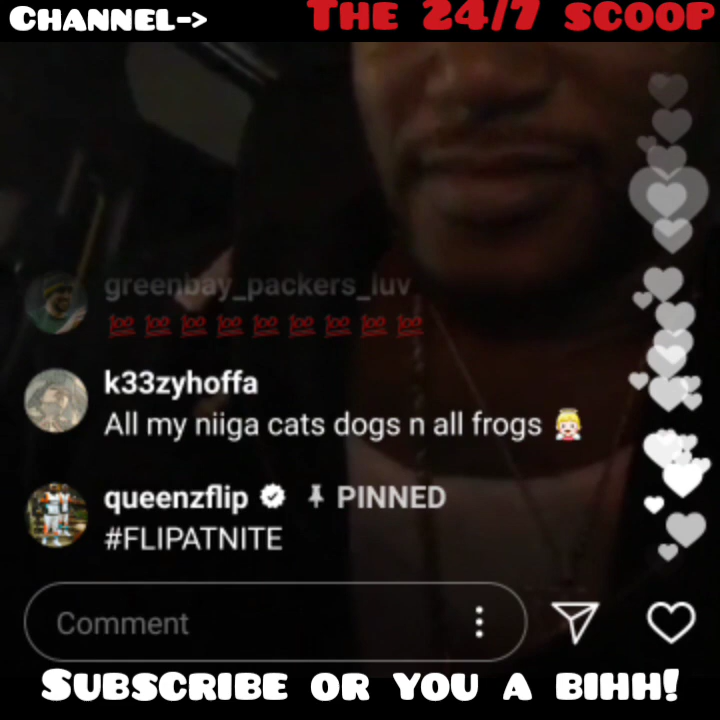 Channel-> The 24/7 scoop
greenbay_packers_luv
💯 💯 💯 💯 💯 💯 💯 💯 💯
k33zyhoffa
All my niiga cats dogs n all frogs 👼
queenzflip PINNED
#FLIPATNITE
Comment
Subscribe or you a bihh!